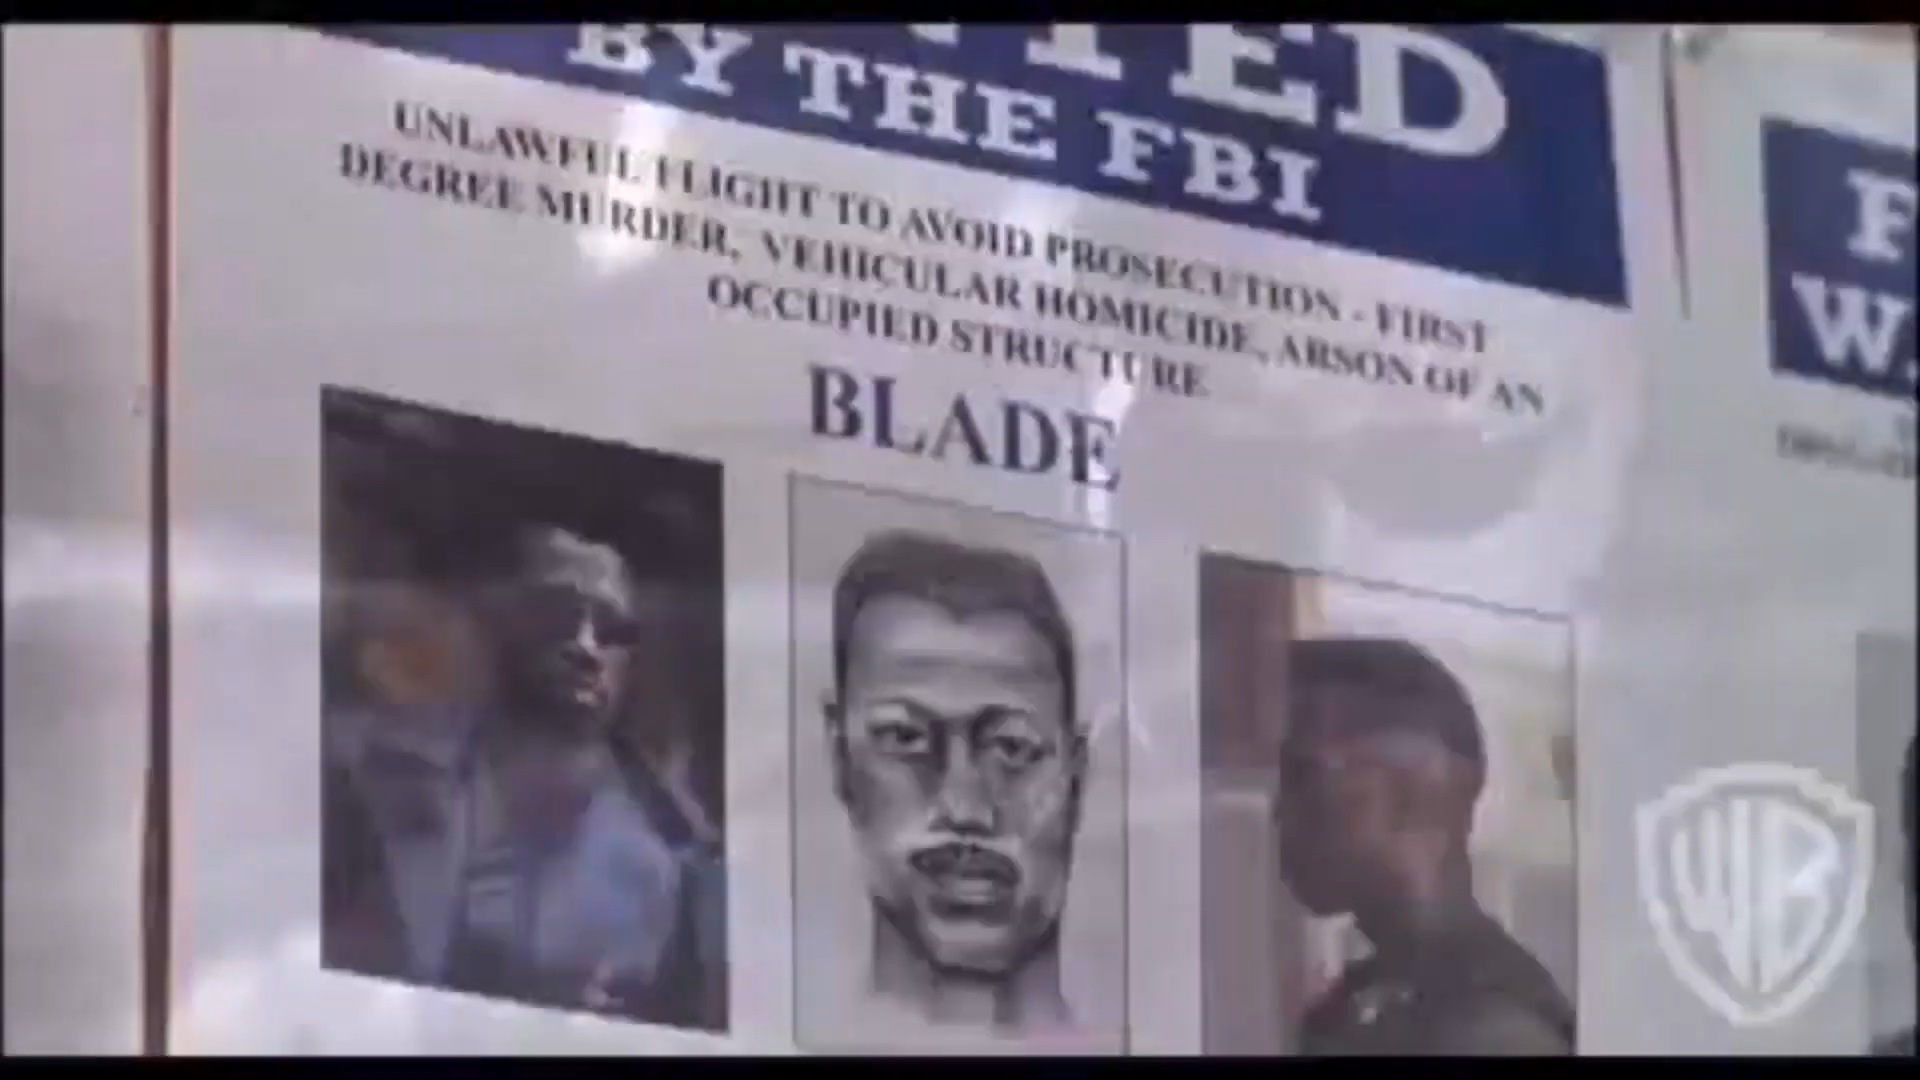 BY THE FBI
UNLAWFUL FLIGHT TO AVOID PROSECUTION - FIRST
DEGREE MURDER, VEHICULAR HOMICIDE, ARSON OF AN
OCCUPIED STRUCTURE
BLADE
WB